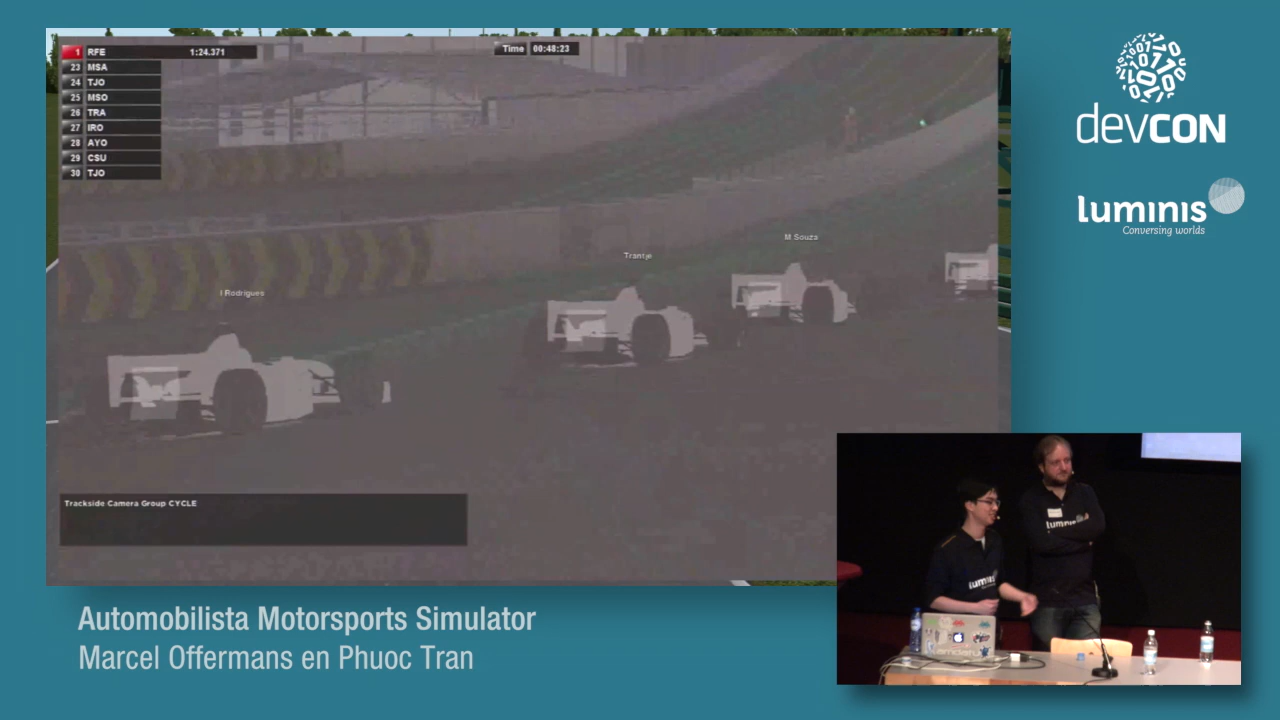 1 RFE 1:24.371
23 MSA
24 TJO
25 MSO
26 TRA
27 IRO
28 AYO
29 CSU
30 TJO
Time 00:48:23
M Souza
Trantje
I Rodrigues
Trackside Camera Group CYCLE
devCON
luminis
Conversing worlds
Automobilista Motorsports Simulator
Marcel Offermans en Phuoc Tran